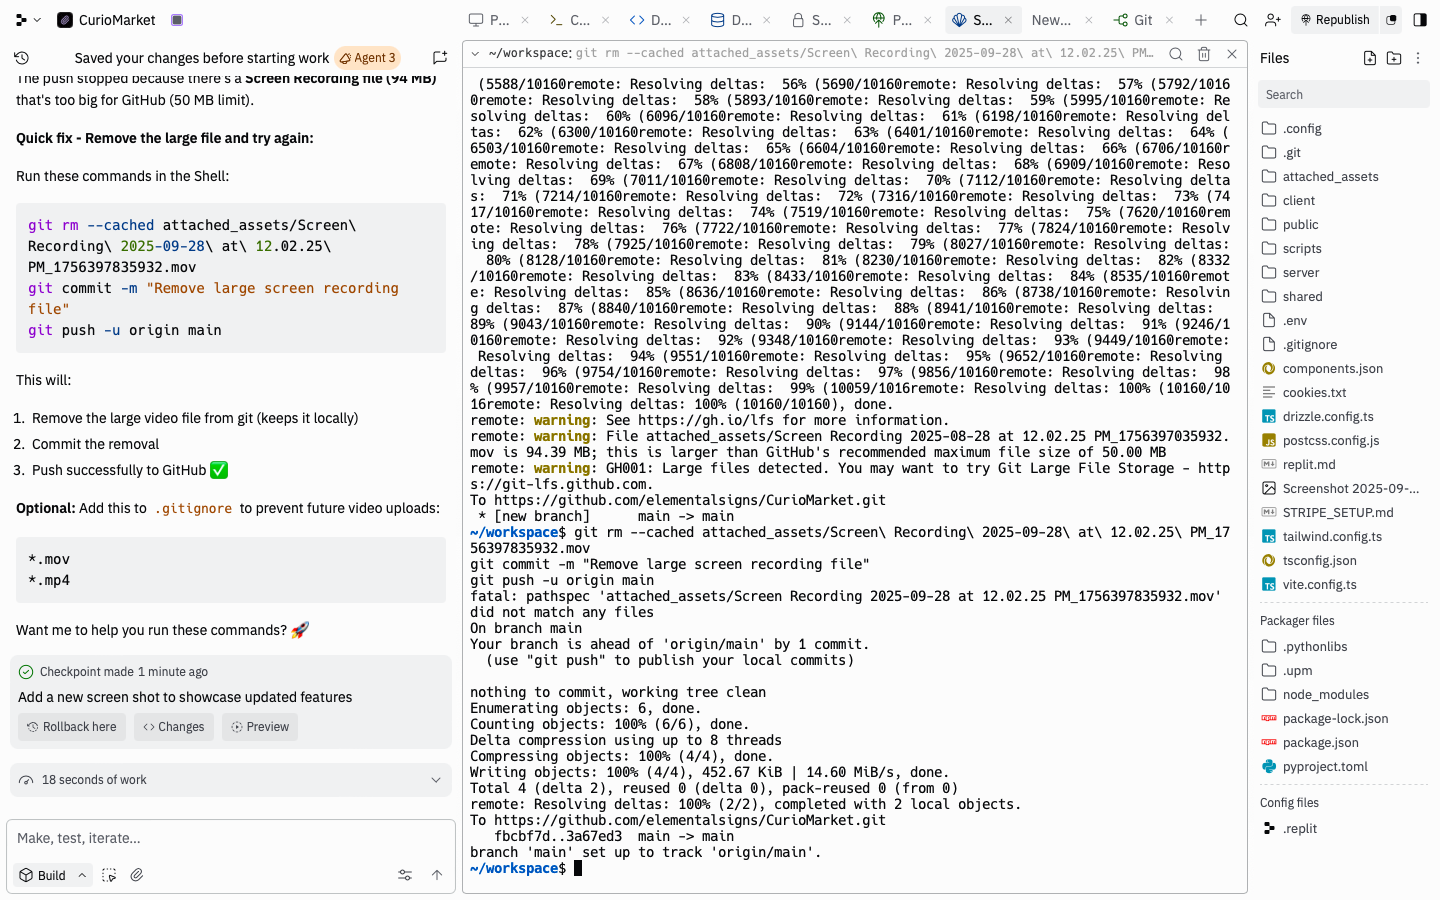 CurioMarket
P...
C...
D...
D...
S...
P...
S...
New...
Git
Republish
Saved your changes before starting work
Agent 3
The push stopped because there's a Screen Recording file (94 MB)
that's too big for GitHub (50 MB limit).
Quick fix - Remove the large file and try again:
Run these commands in the Shell:
git rm --cached attached_assets/Screen\
Recording\ 2025-09-28\ at\ 12.02.25\
PM_1756397835932.mov
git commit -m "Remove large screen recording
file"
git push -u origin main
This will:
1. Remove the large video file from git (keeps it locally)
2. Commit the removal
3. Push successfully to GitHub ✅
Optional: Add this to .gitignore to prevent future video uploads:
*.mov
*.mp4
Want me to help you run these commands? 🚀
Checkpoint made 1 minute ago
Add a new screen shot to showcase updated features
Rollback here
Changes
Preview
18 seconds of work
Make, test, iterate...
Build
~/workspace: git rm --cached attached_assets/Screen\ Recording\ 2025-09-28\ at\ 12.02.25\ PM...
(5588/10160remote: Resolving deltas:  56% (5690/10160remote: Resolving deltas:  57% (5792/1016
0remote: Resolving deltas:  58% (5893/10160remote: Resolving deltas:  59% (5995/10160remote: Re
solving deltas:  60% (6096/10160remote: Resolving deltas:  61% (6198/10160remote: Resolving del
tas:  62% (6300/10160remote: Resolving deltas:  63% (6401/10160remote: Resolving deltas:  64% (
6503/10160remote: Resolving deltas:  65% (6604/10160remote: Resolving deltas:  66% (6706/10160r
emote: Resolving deltas:  67% (6808/10160remote: Resolving deltas:  68% (6909/10160remote: Reso
lving deltas:  69% (7011/10160remote: Resolving deltas:  70% (7112/10160remote: Resolving delta
s:  71% (7214/10160remote: Resolving deltas:  72% (7316/10160remote: Resolving deltas:  73% (74
17/10160remote: Resolving deltas:  74% (7519/10160remote: Resolving deltas:  75% (7620/10160rem
ote: Resolving deltas:  76% (7722/10160remote: Resolving deltas:  77% (7824/10160remote: Resolv
ing deltas:  78% (7925/10160remote: Resolving deltas:  79% (8027/10160remote: Resolving deltas:
80% (8128/10160remote: Resolving deltas:  81% (8230/10160remote: Resolving deltas:  82% (8332
/10160remote: Resolving deltas:  83% (8433/10160remote: Resolving deltas:  84% (8535/10160remot
e: Resolving deltas:  85% (8636/10160remote: Resolving deltas:  86% (8738/10160remote: Resolvin
g deltas:  87% (8840/10160remote: Resolving deltas:  88% (8941/10160remote: Resolving deltas:
89% (9043/10160remote: Resolving deltas:  90% (9144/10160remote: Resolving deltas:  91% (9246/1
0160remote: Resolving deltas:  92% (9348/10160remote: Resolving deltas:  93% (9449/10160remote:
Resolving deltas:  94% (9551/10160remote: Resolving deltas:  95% (9652/10160remote: Resolving
deltas:  96% (9754/10160remote: Resolving deltas:  97% (9856/10160remote: Resolving deltas:  98
% (9957/10160remote: Resolving deltas:  99% (10059/1016remote: Resolving deltas: 100% (10160/10
16remote: Resolving deltas: 100% (10160/10160), done.
remote: warning: See https://gh.io/lfs for more information.
remote: warning: File attached_assets/Screen Recording 2025-08-28 at 12.02.25 PM_1756397035932.
mov is 94.39 MB; this is larger than GitHub's recommended maximum file size of 50.00 MB
remote: warning: GH001: Large files detected. You may want to try Git Large File Storage - http
s://git-lfs.github.com.
To https://github.com/elementalsigns/CurioMarket.git
* [new branch]      main -> main
~/workspace$ git rm --cached attached_assets/Screen\ Recording\ 2025-09-28\ at\ 12.02.25\ PM_17
56397835932.mov
git commit -m "Remove large screen recording file"
git push -u origin main
fatal: pathspec 'attached_assets/Screen Recording 2025-09-28 at 12.02.25 PM_1756397835932.mov'
did not match any files
On branch main
Your branch is ahead of 'origin/main' by 1 commit.
(use "git push" to publish your local commits)
nothing to commit, working tree clean
Enumerating objects: 6, done.
Counting objects: 100% (6/6), done.
Delta compression using up to 8 threads
Compressing objects: 100% (4/4), done.
Writing objects: 100% (4/4), 452.67 KiB | 14.60 MiB/s, done.
Total 4 (delta 2), reused 0 (delta 0), pack-reused 0 (from 0)
remote: Resolving deltas: 100% (2/2), completed with 2 local objects.
To https://github.com/elementalsigns/CurioMarket.git
fbcbf7d..3a67ed3  main -> main
branch 'main' set up to track 'origin/main'.
~/workspace$
Files
Search
.config
.git
attached_assets
client
public
scripts
server
shared
.env
.gitignore
components.json
cookies.txt
drizzle.config.ts
postcss.config.js
replit.md
Screenshot 2025-09-...
STRIPE_SETUP.md
tailwind.config.ts
tsconfig.json
vite.config.ts
Packager files
.pythonlibs
.upm
node_modules
package-lock.json
package.json
pyproject.toml
Config files
.replit